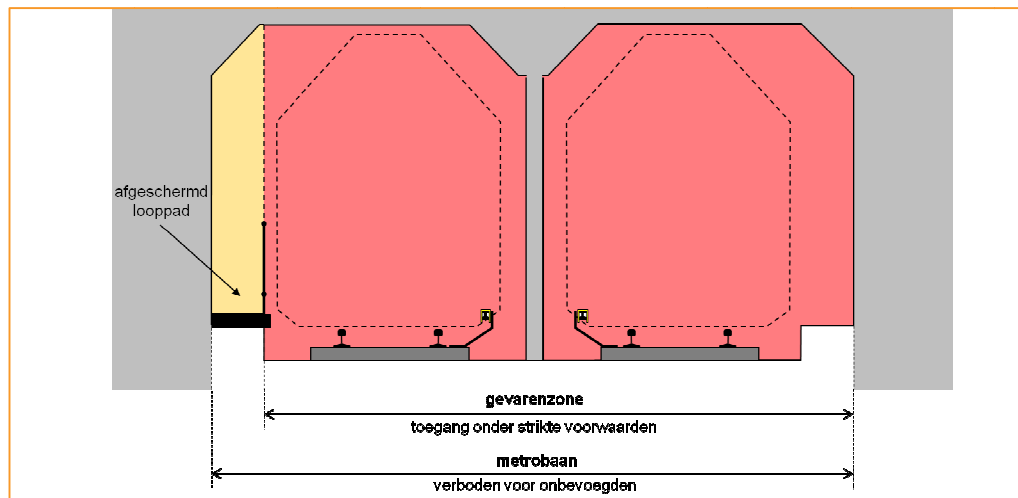 afgeschermd
looppad
gevarenzone
toegang onder strikte voorwaarden
metrobaan
verboden voor onbevoegden